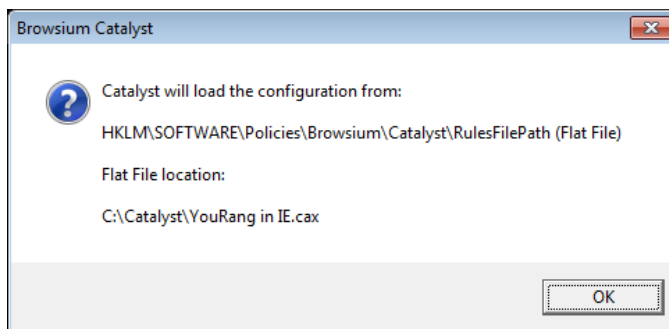 Browsium Catalyst
Catalyst will load the configuration from:
HKLM\SOFTWARE\Policies\Browsium\Catalyst\RulesFilePath (Flat File)
Flat File location:
C:\Catalyst\YouRang in IE.cax
OK